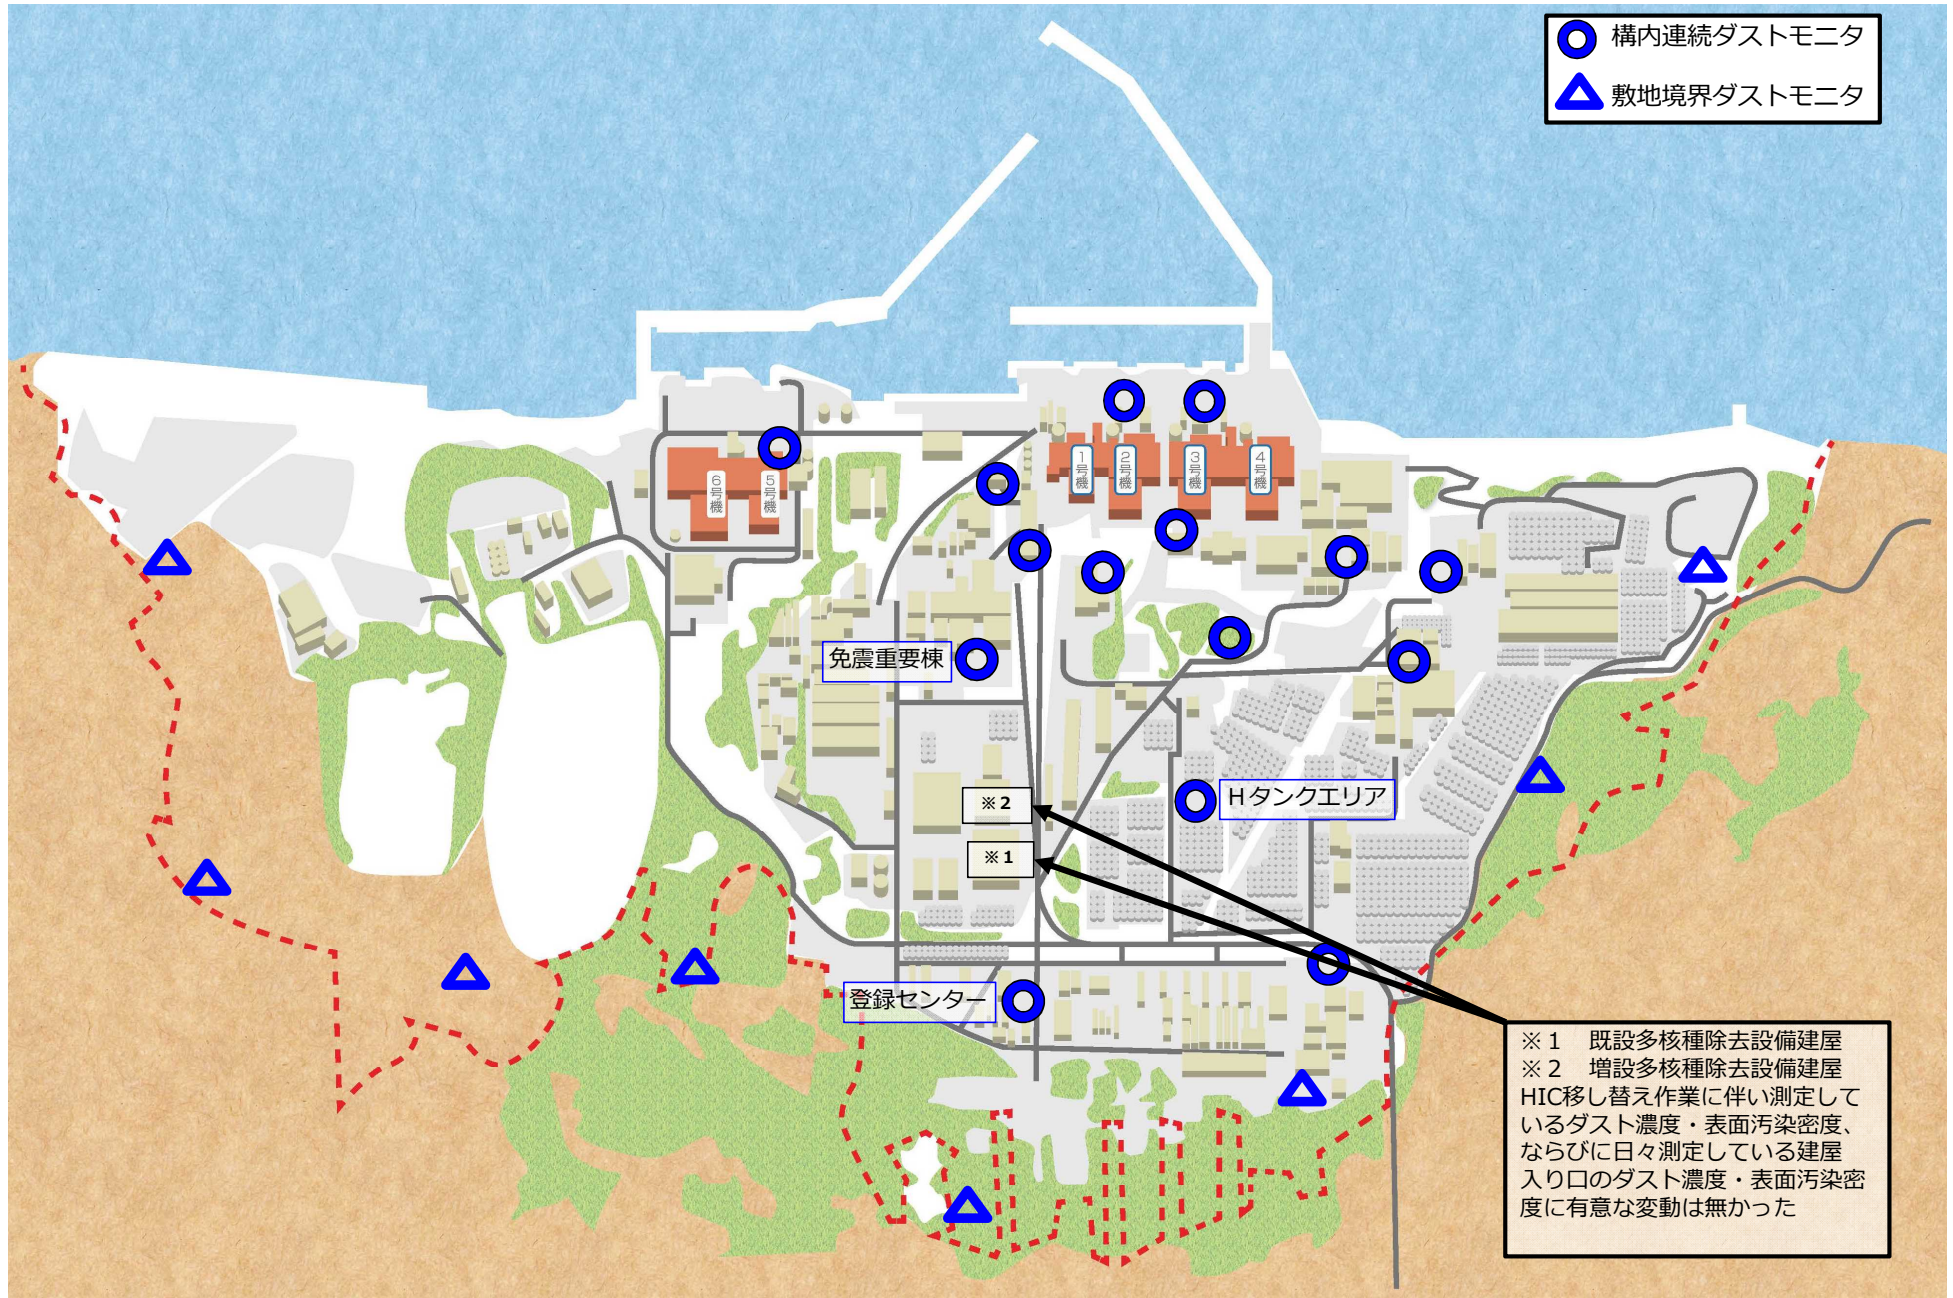 構内連続ダストモニタ
敷地境界ダストモニタ
6号機
5号機
1号機
2号機
3号機
4号機
免震重要棟
Hタンクエリア
※2
※1
登録センター
※1　既設多核種除去設備建屋
※2　増設多核種除去設備建屋
HIC移し替え作業に伴い測定して
いるダスト濃度・表面汚染密度、
ならびに日々測定している建屋
入り口のダスト濃度・表面汚染密
度に有意な変動は無かった